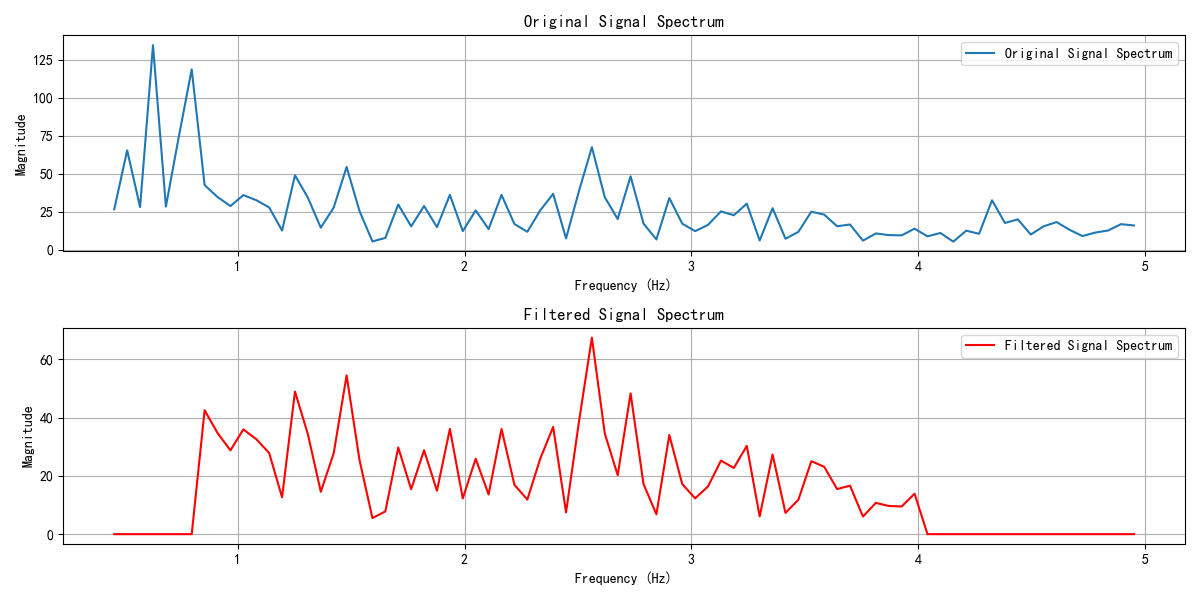 Original Signal Spectrum
Original Signal Spectrum
Magnitude
125
100
75
50
25
0
1 2 3 4 5
Frequency (Hz)
Filtered Signal Spectrum
Filtered Signal Spectrum
Magnitude
60
40
20
0
1 2 3 4 5
Frequency (Hz)